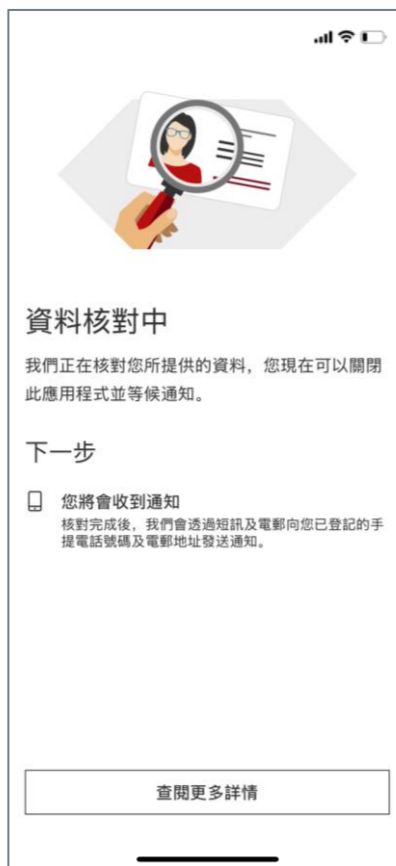 資料核對中
我們正在核對您所提供的資料，您現在可以關閉
此應用程式並等候通知。
下一步
您將會收到通知
核對完成後，我們會透過短訊及電郵向您已登記的手
提電話號碼及電郵地址發送通知。
查閱更多詳情